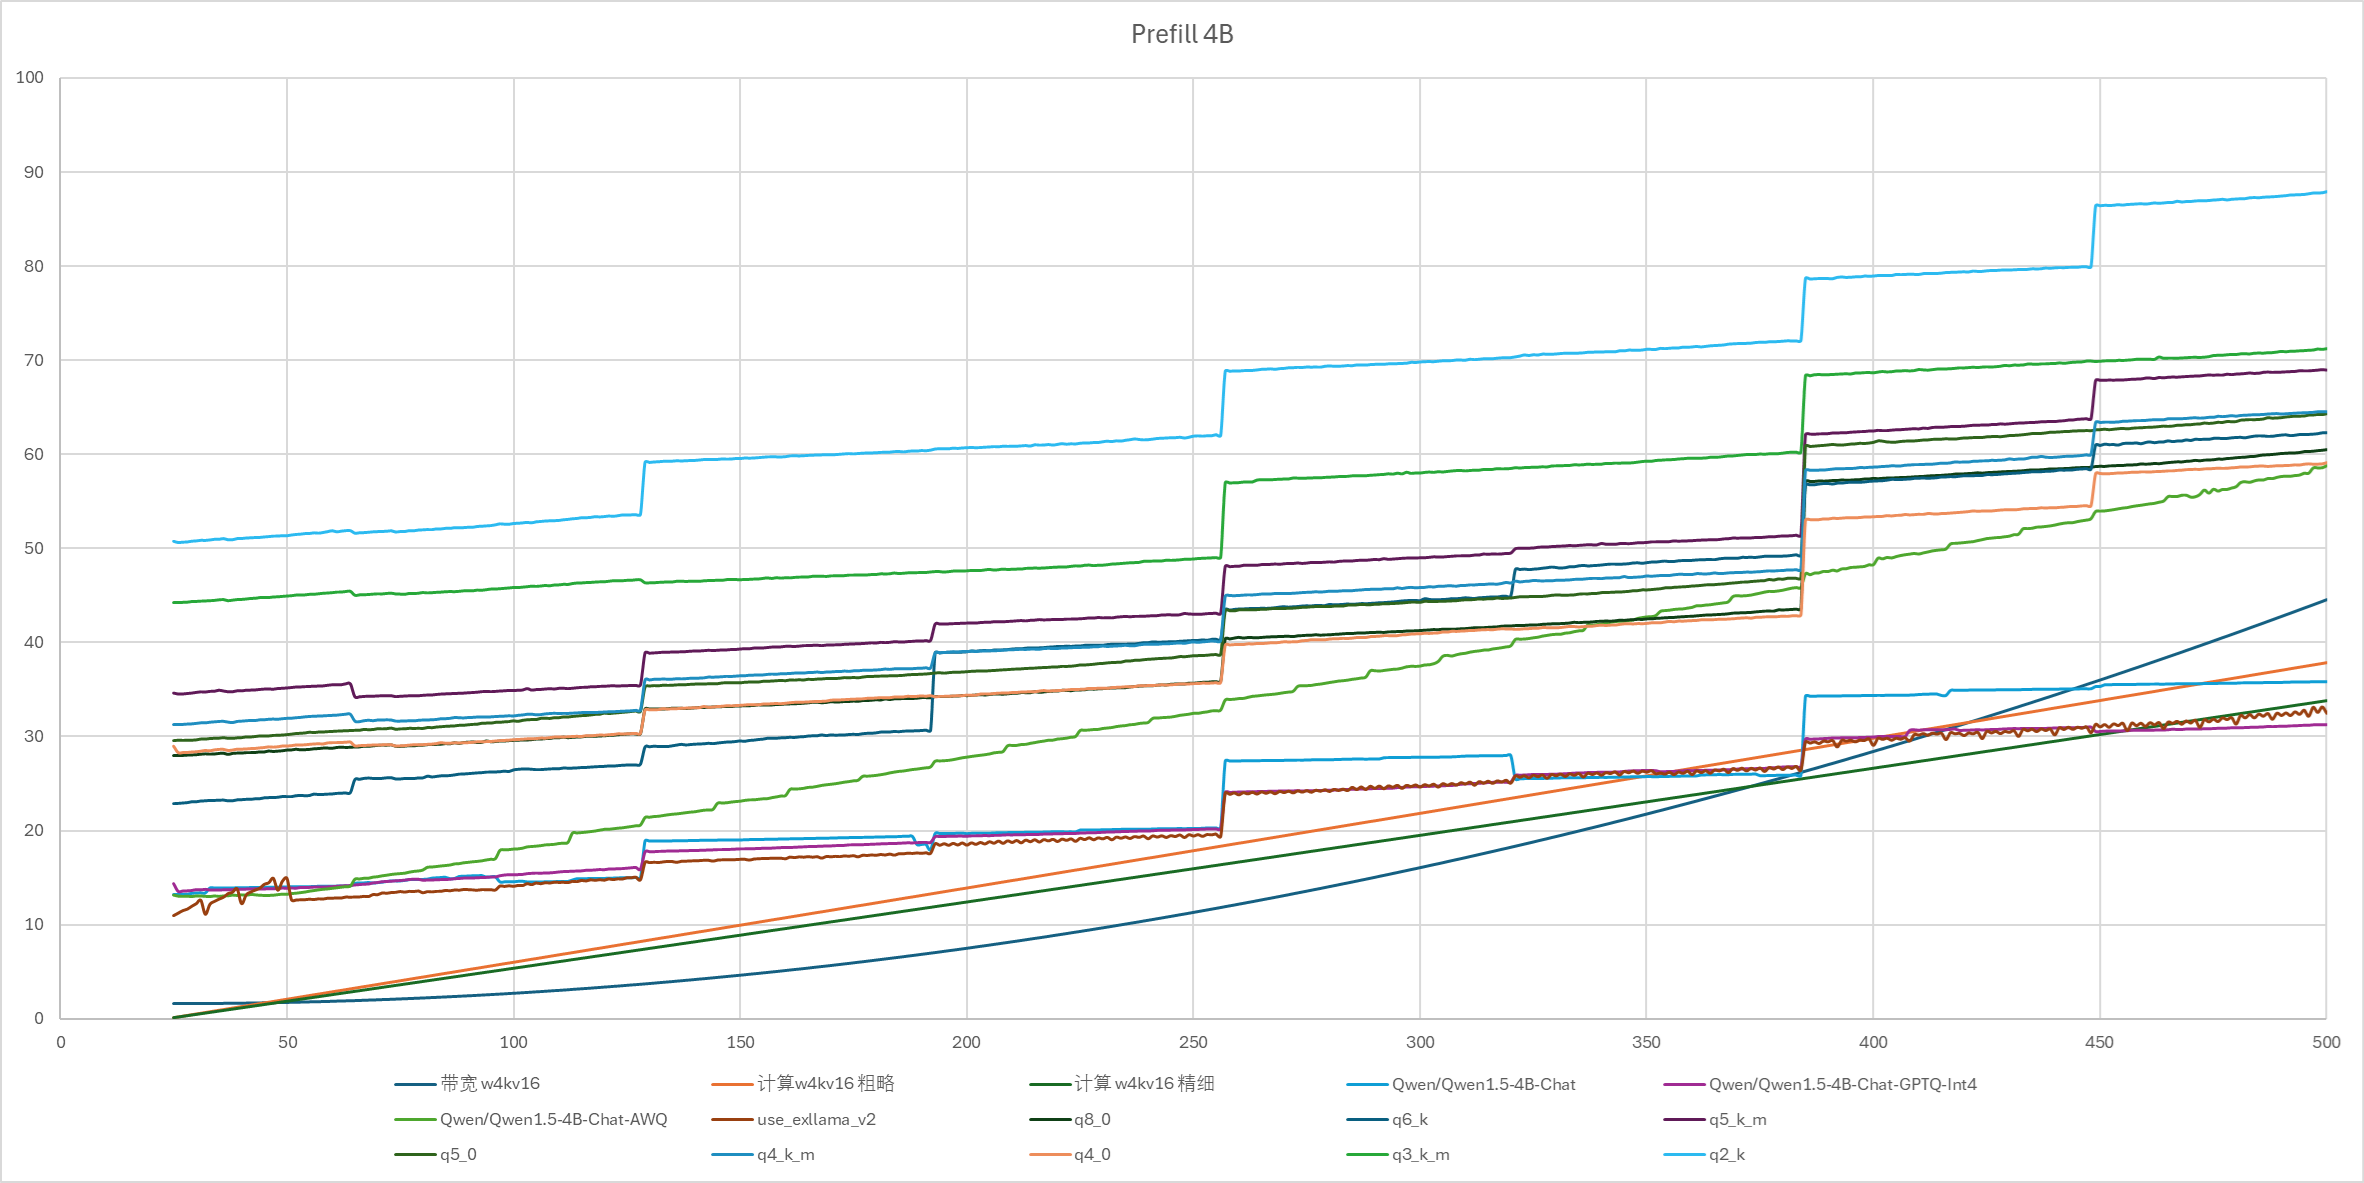 Prefill 4B
100
90
80
70
60
50
40
30
20
10
0
0 50 100 150 200 250 300 350 400 450 500
带宽 w4kv16 计算w4kv16 粗略 计算 w4kv16 精细 Qwen/Qwen1.5-4B-Chat Qwen/Qwen1.5-4B-Chat-GPTQ-Int4
Qwen/Qwen1.5-4B-Chat-AWQ use_exllama_v2 q8_0 q6_k q5_k_m
q5_0 q4_k_m q4_0 q3_k_m q2_k